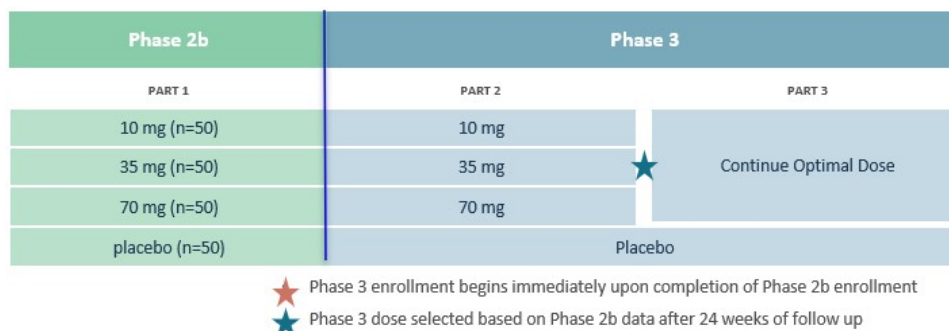 Phase 2b Phase 3
PART 1 PART 2 PART 3
10 mg (n=50) 10 mg
35 mg (n=50) 35 mg Continue Optimal Dose
70 mg (n=50) 70 mg
placebo (n=50) Placebo
Phase 3 enrollment begins immediately upon completion of Phase 2b enrollment
Phase 3 dose selected based on Phase 2b data after 24 weeks of follow up